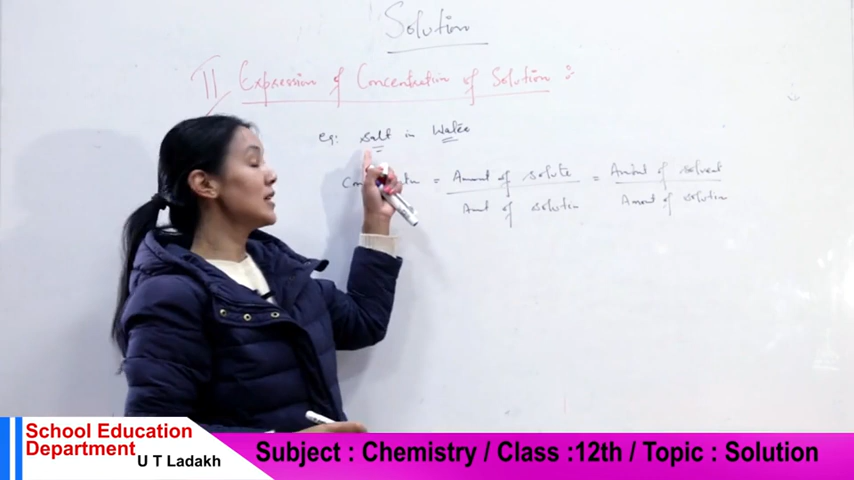 Solution
II Expression of Concentration of Solution :
eg: Salt in Water
= Amount of solute = Amount of solvent
Amt of solution Amount of solution
School Education
Department
U T Ladakh
Subject : Chemistry / Class :12th / Topic : Solution